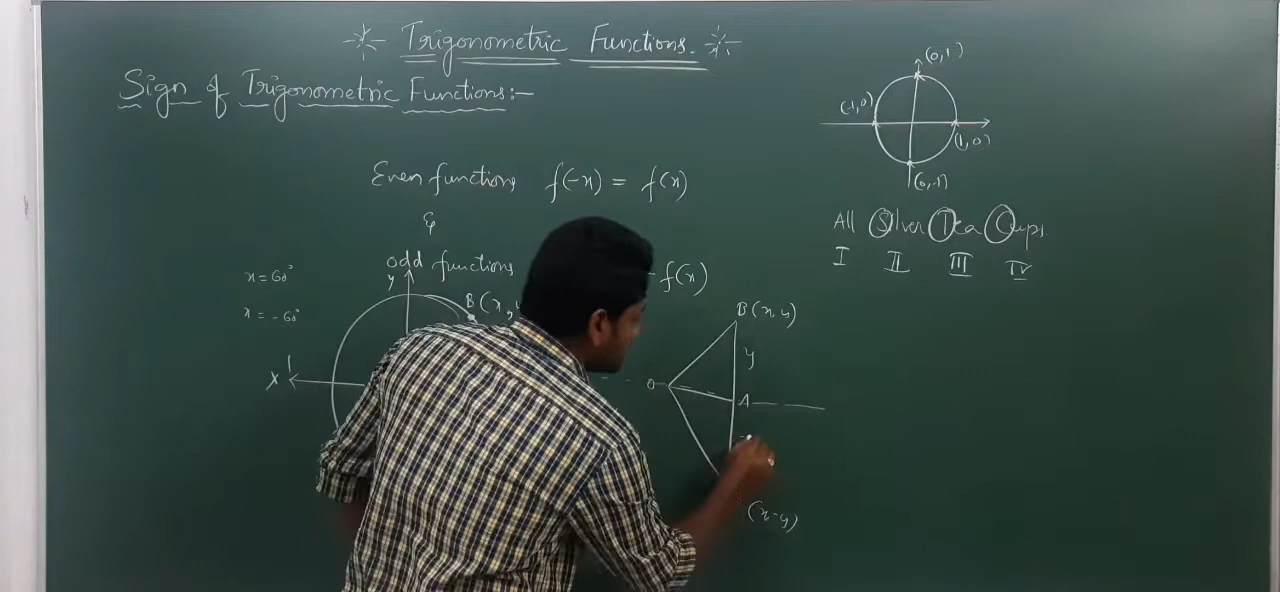 Trigonometric Functions.
Sign of Trigonometric Functions:-
(0,1)
(-1,0)
(1,0)
(0,-1)
Even functions f(-x) = f(x)
&
odd functions -f(x)
All Silver Tea Cups
I II III IV
x = 60°
x = -60°
y
B (x, y
X
B(x, y)
y
O
A
(x-y)